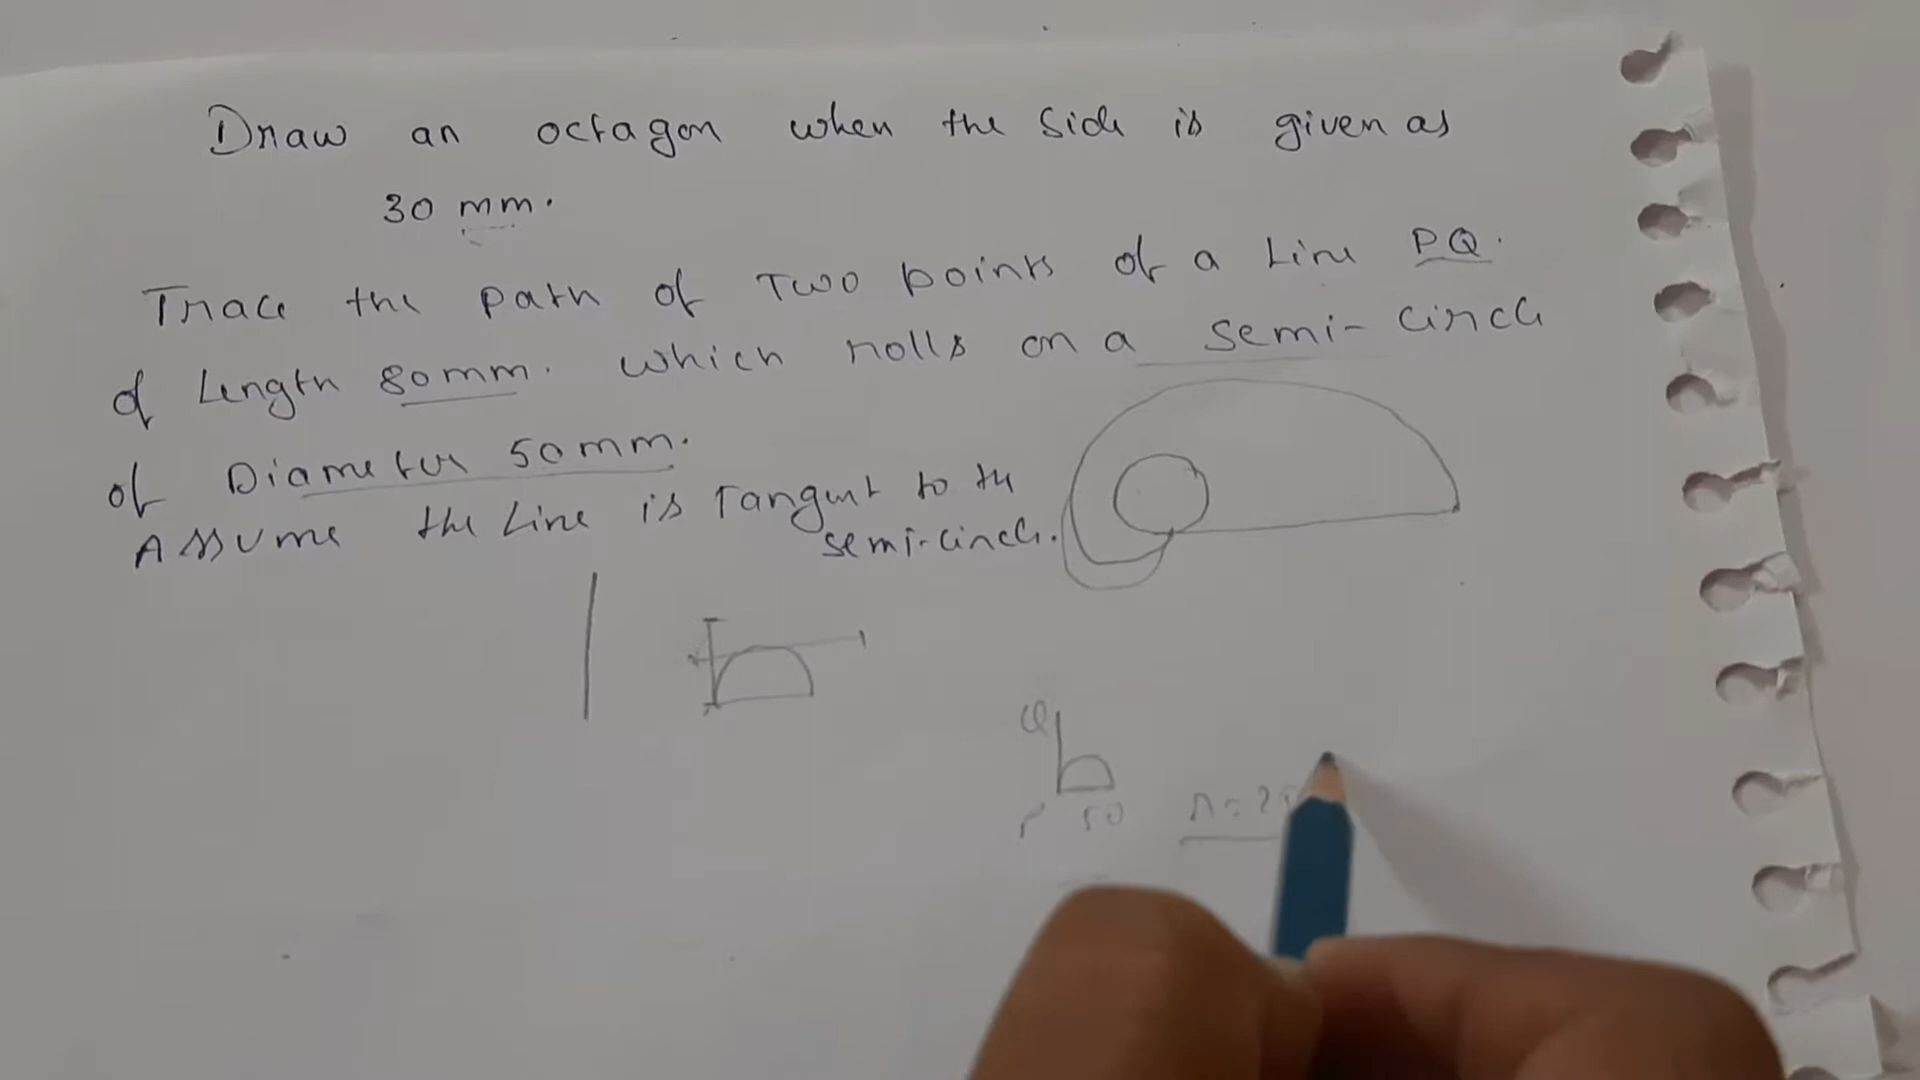 Draw an octagon when the side is given as
30 mm.
Trace the path of Two points of a Line PQ.
of Length 80mm. which rolls on a semi-circle
of Diameter 50mm.
Assume the Line is Tangent to the
semi-circle.
Q
P 50